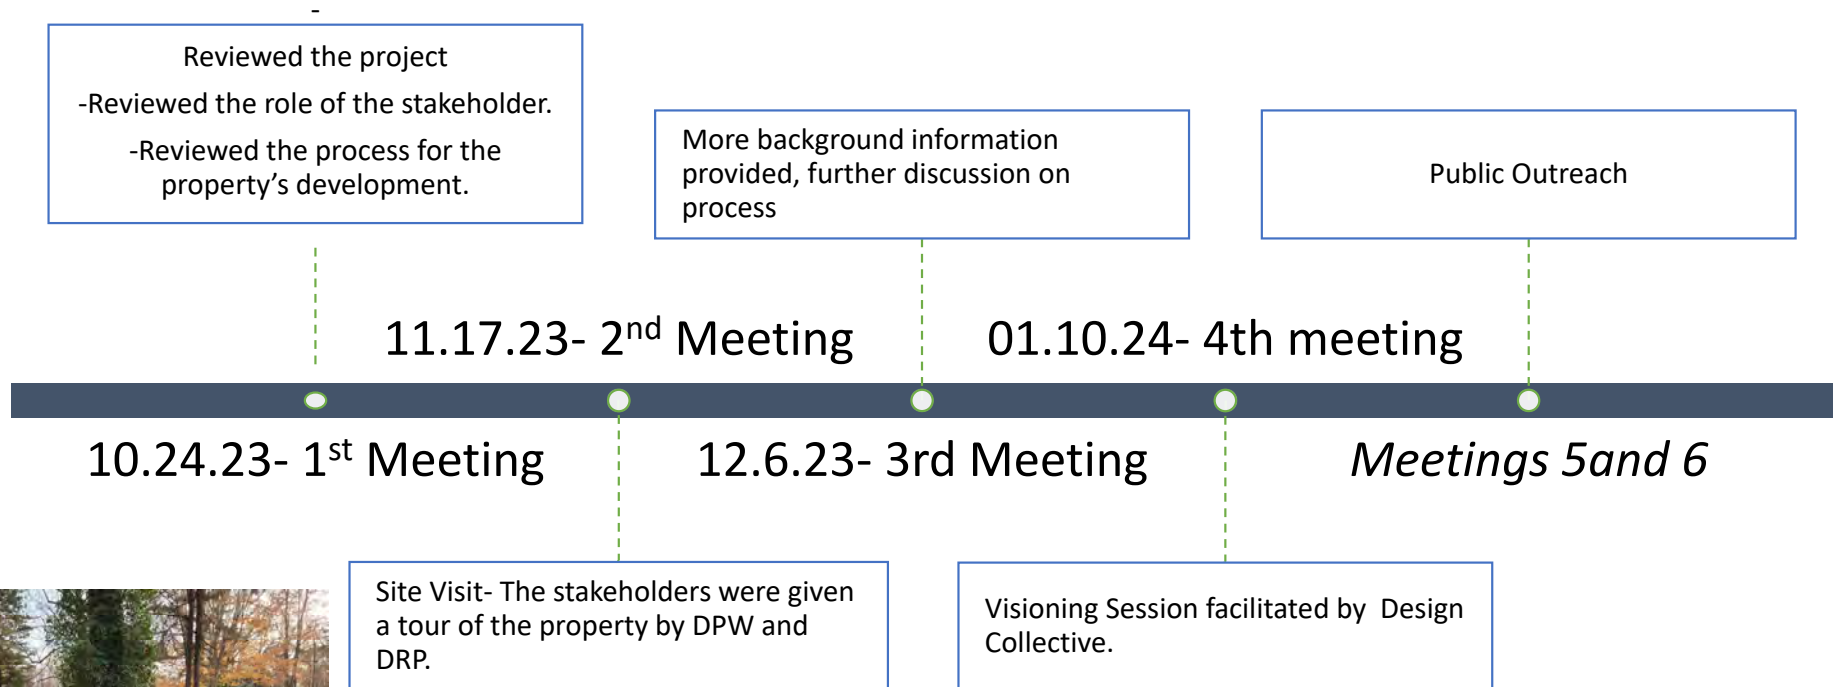 -
Reviewed the project
-Reviewed the role of the stakeholder.
-Reviewed the process for the
property’s development.
More background information
provided, further discussion on
process
Public Outreach
11.17.23- 2nd Meeting
01.10.24- 4th meeting
10.24.23- 1st Meeting
12.6.23- 3rd Meeting
Meetings 5and 6
Site Visit- The stakeholders were given
a tour of the property by DPW and
DRP.
Visioning Session facilitated by  Design
Collective.